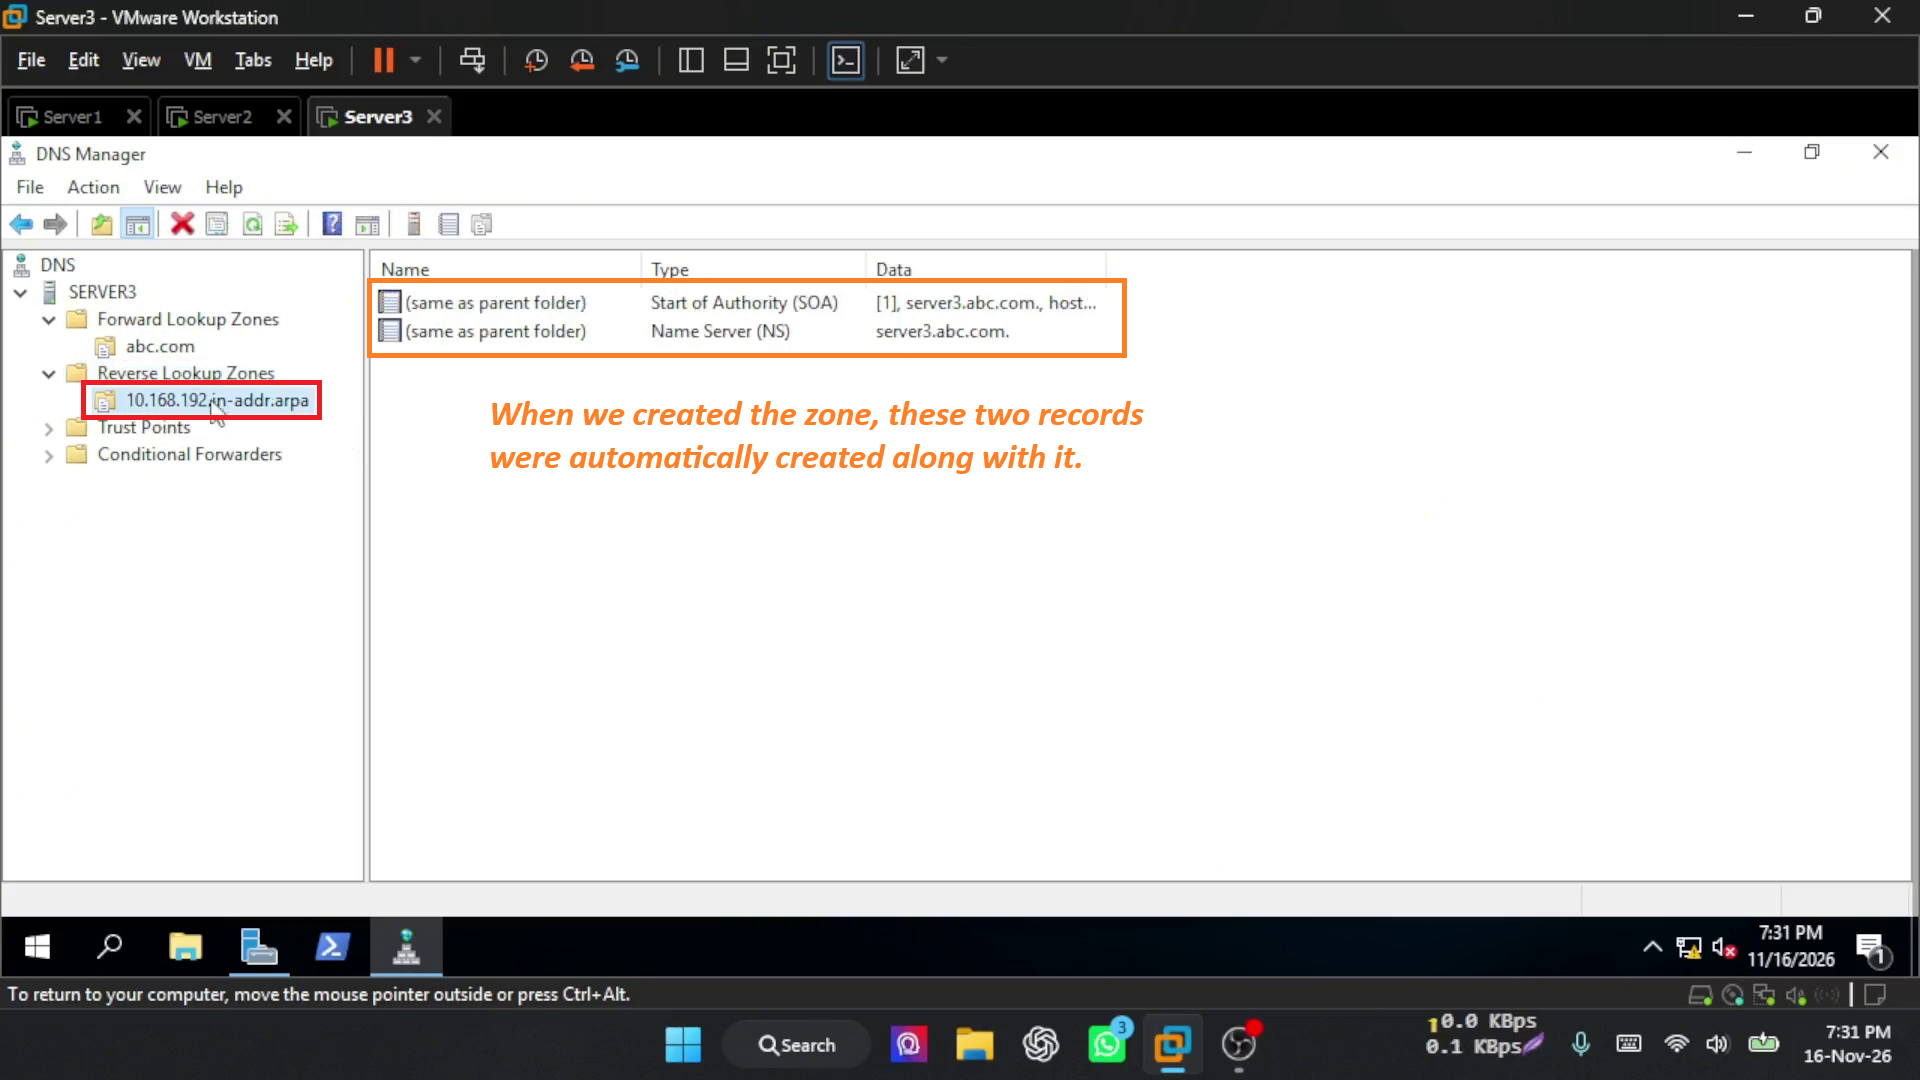 Server3 - VMware Workstation
File Edit View VM Tabs Help
Server1 Server2 Server3
DNS Manager
File Action View Help
DNS
SERVER3
Forward Lookup Zones
abc.com
Reverse Lookup Zones
10.168.192.in-addr.arpa
Trust Points
Conditional Forwarders
Name Type Data
(same as parent folder) Start of Authority (SOA) [1], server3.abc.com., host...
(same as parent folder) Name Server (NS) server3.abc.com.
When we created the zone, these two records
were automatically created along with it.
7:31 PM
11/16/2026
1
To return to your computer, move the mouse pointer outside or press Ctrl+Alt.
Search
3
0.0 KBps
0.1 KBps
7:31 PM
16-Nov-26